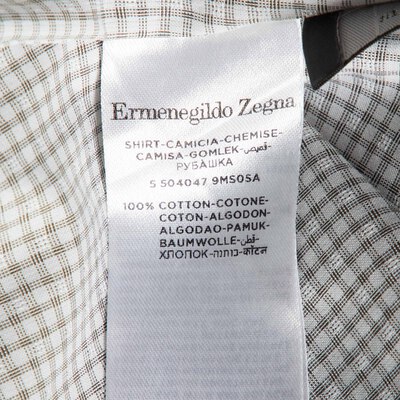 Ermenegildo Zegna
SHIRT-CAMICIA-CHEMISE-
CAMISA-GOMLEK-قميص-
РУБАШКА
5 504047 9MS0SA
100% COTTON-COTONE-
COTON-ALGODON-
ALGODAO-PAMUK-
BAUMWOLLE-قطن-
ХЛОПОК-כותנה-कॉटन